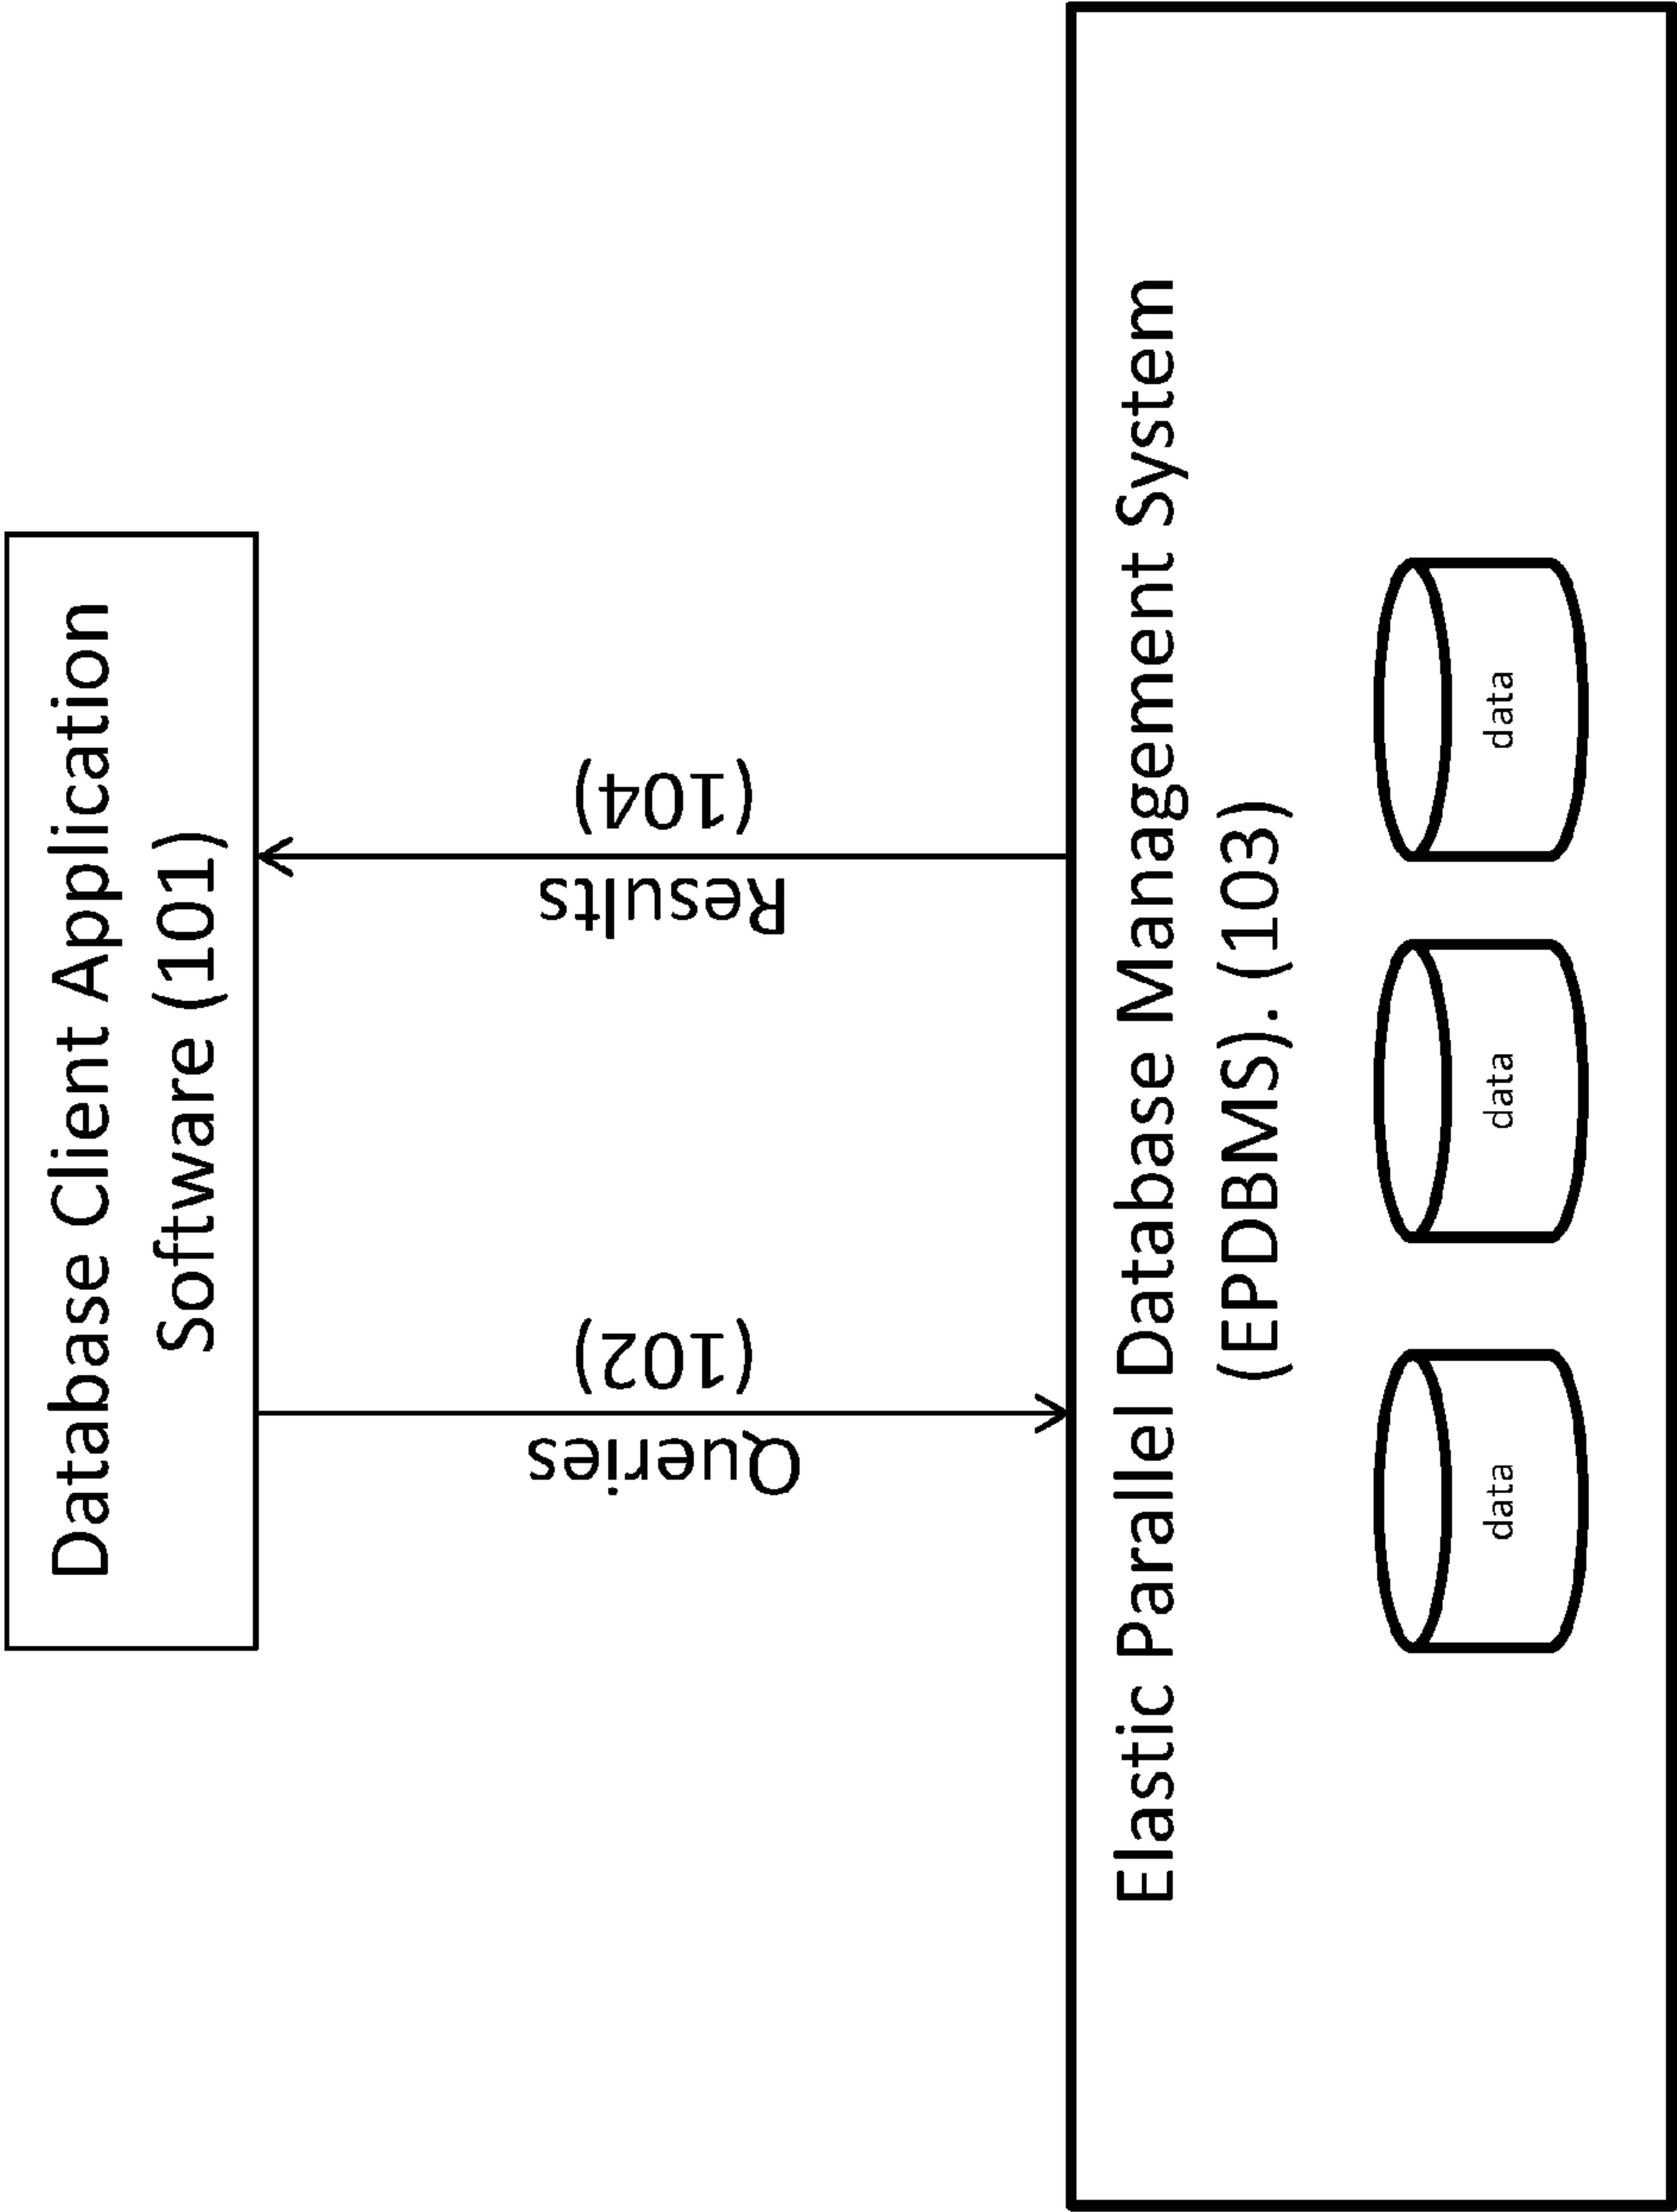 Database Client Application
Software (101)
Queries
(102)
Results
(104)
Elastic Parallel Database Management System
(EPDBMS). (103)
data
data
data